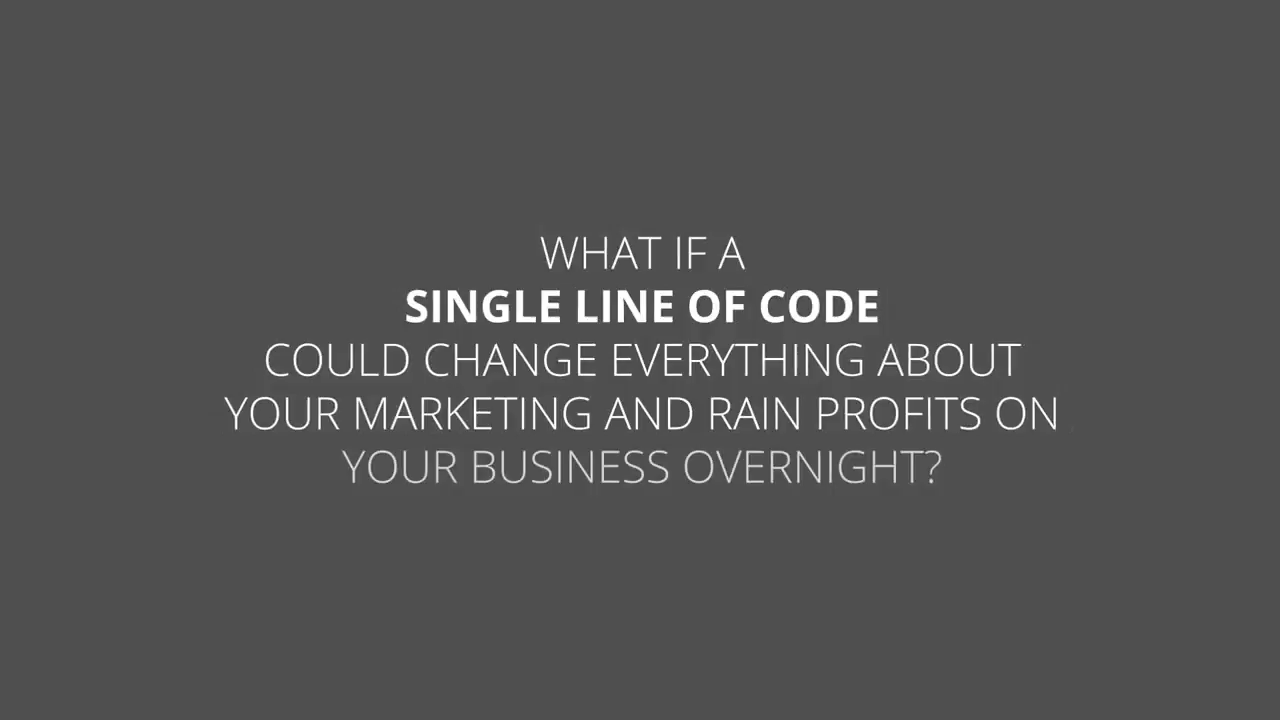 WHAT IF A
SINGLE LINE OF CODE
COULD CHANGE EVERYTHING ABOUT
YOUR MARKETING AND RAIN PROFITS ON
YOUR BUSINESS OVERNIGHT?